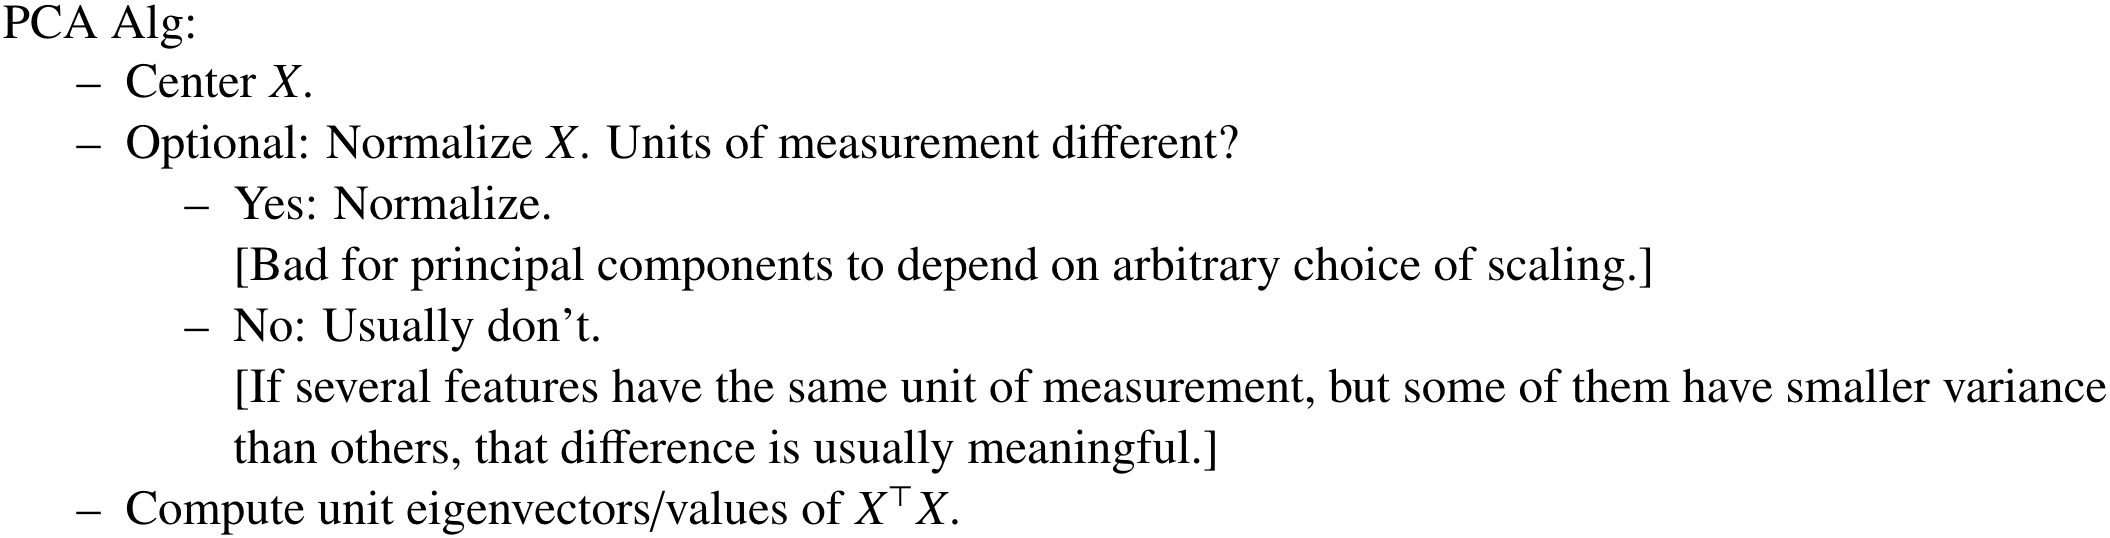 PCA Alg:
– Center X.
– Optional: Normalize X. Units of measurement different?
– Yes: Normalize.
[Bad for principal components to depend on arbitrary choice of scaling.]
– No: Usually don’t.
[If several features have the same unit of measurement, but some of them have smaller variance
than others, that difference is usually meaningful.]
– Compute unit eigenvectors/values of X⊤X.